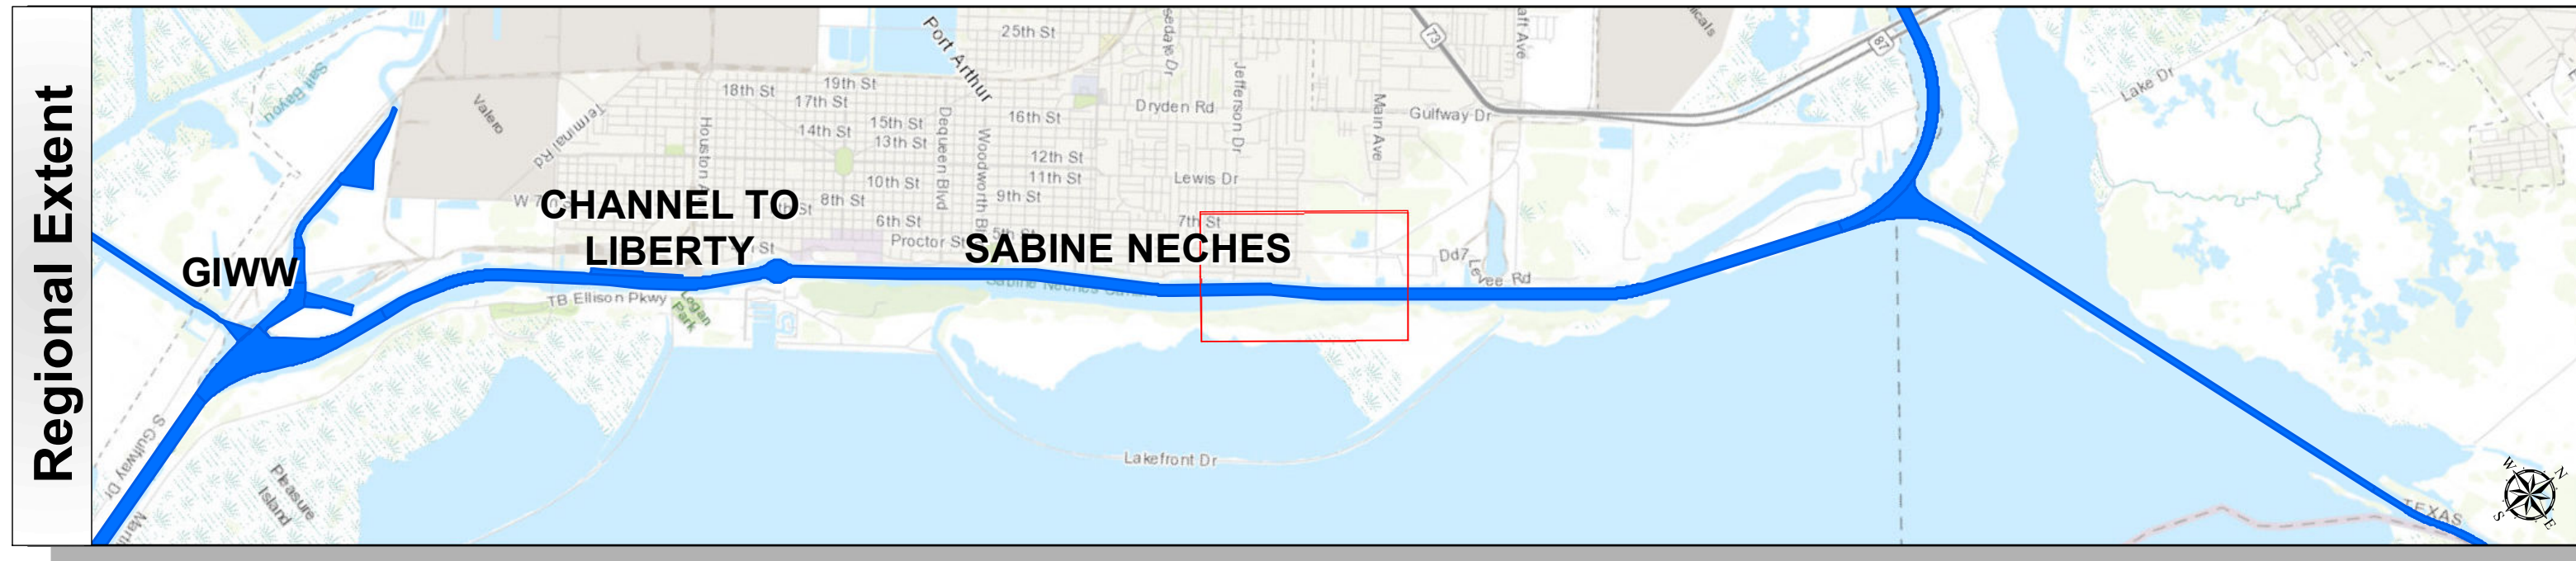 Regional Extent
25th St
Port Arthur
73
87
18th St
19th St
17th St
Salt Bayou
Valero
Terminal Rd
Houston
14th St
15th St
13th St
Dequeen Blvd
Woodworth
16th St
Dryden Rd
Jefferson Dr
Main Ave
Gulfway Dr
Lake Dr
12th St
11th St
10th St
9th St
8th St
Lewis Dr
6th St
7th St
Proctor St
CHANNEL TO
LIBERTY
SABINE NECHES
GIWW
TB Ellison Pkwy
Logan
Park
Sabine Neches
Dd7
Levee Rd
S Gulfway Dr
Pleasure
Island
Lakefront Dr
TEXAS
W
N
S
E